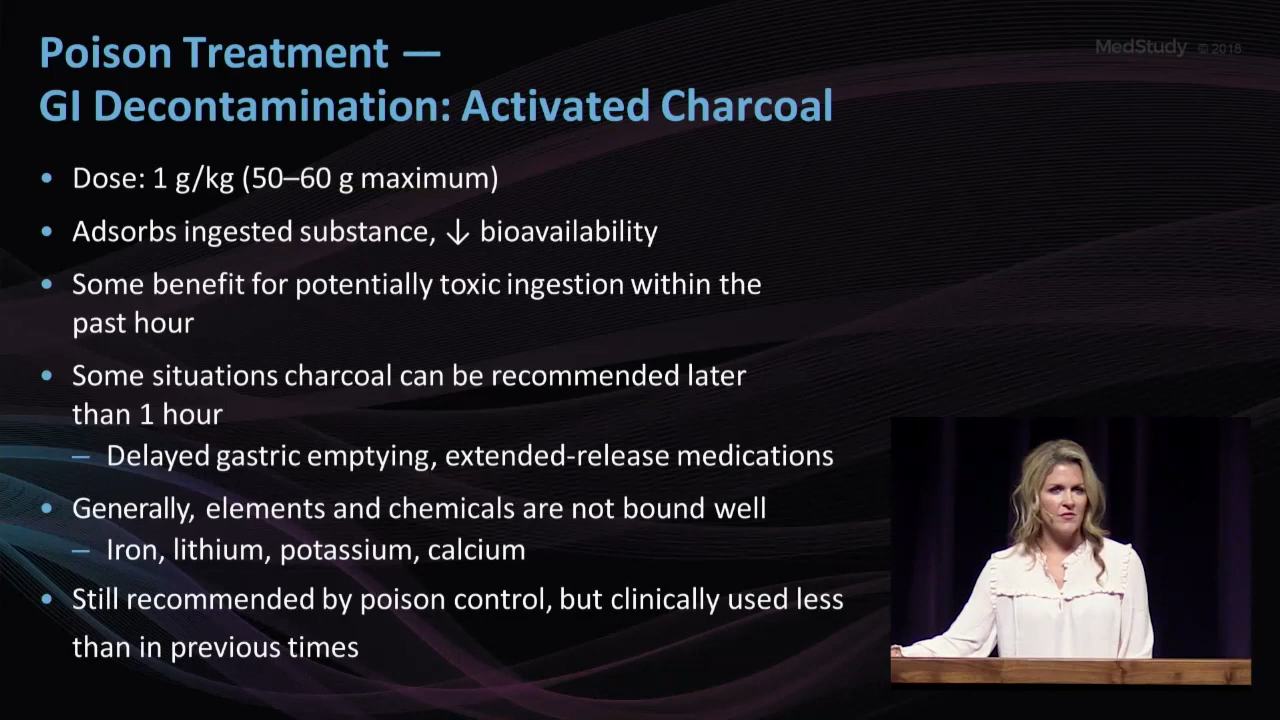 Poison Treatment —
GI Decontamination: Activated Charcoal
MedStudy © 2018
• Dose: 1 g/kg (50–60 g maximum)
• Adsorbs ingested substance, ↓ bioavailability
• Some benefit for potentially toxic ingestion within the
past hour
• Some situations charcoal can be recommended later
than 1 hour
– Delayed gastric emptying, extended-release medications
• Generally, elements and chemicals are not bound well
– Iron, lithium, potassium, calcium
• Still recommended by poison control, but clinically used less
than in previous times